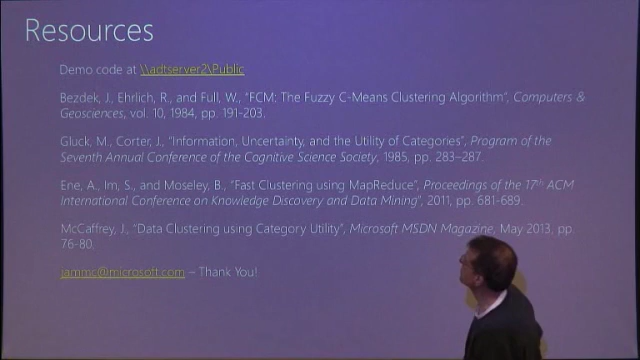 Resources
Demo code at \\adtserver2\Public
Bezdek, J., Ehrlich, R., and Full, W., "FCM: The Fuzzy C-Means Clustering Algorithm", Computers &
Geosciences, vol. 10, 1984, pp. 191-203.
Gluck, M., Corter, J., "Information, Uncertainty, and the Utility of Categories", Program of the
Seventh Annual Conference of the Cognitive Science Society, 1985, pp. 283–287.
Ene, A., Im, S., and Moseley, B., "Fast Clustering using MapReduce", Proceedings of the 17th ACM
International Conference on Knowledge Discovery and Data Mining", 2011, pp. 681-689.
McCaffrey, J., "Data Clustering using Category Utility", Microsoft MSDN Magazine, May 2013, pp.
76-80.
jammc@microsoft.com – Thank You!